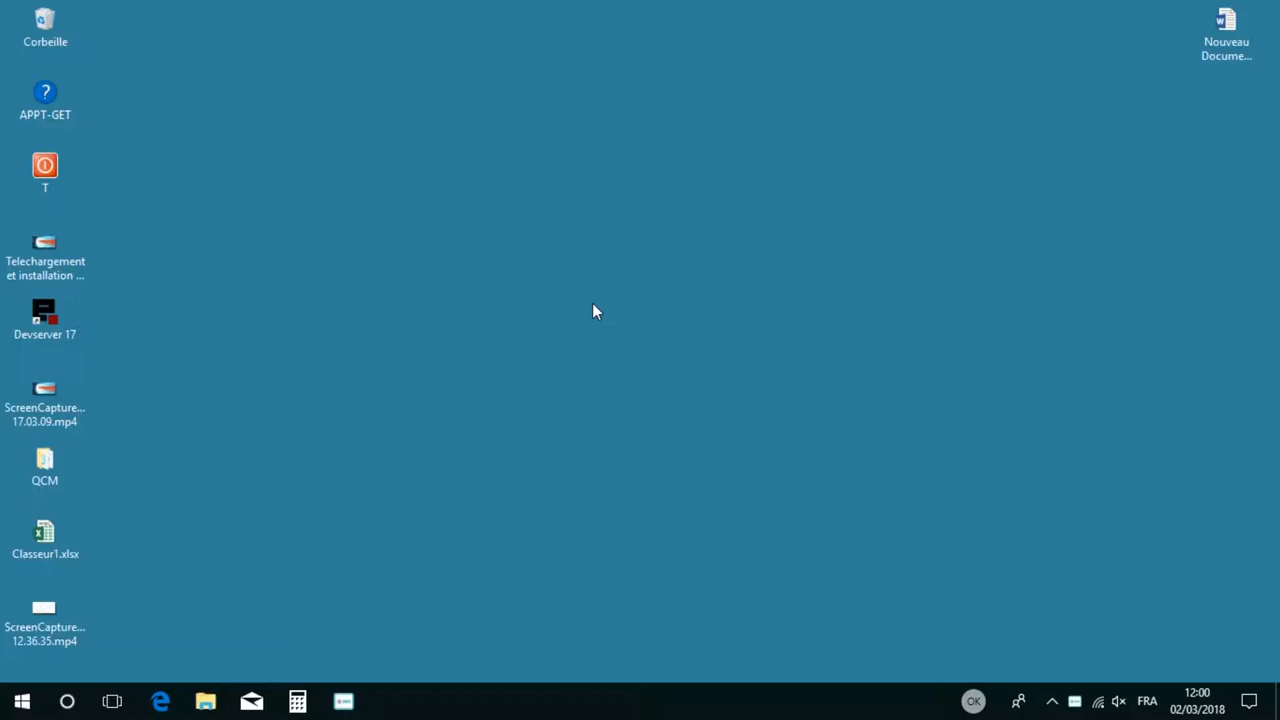 Corbeille
APPT-GET
T
Telechargement
et installation ...
Devserver 17
ScreenCapture...
17.03.09.mp4
QCM
Classeur1.xlsx
ScreenCapture...
12.36.35.mp4
Nouveau
Docume...
OK
FRA
12:00
02/03/2018